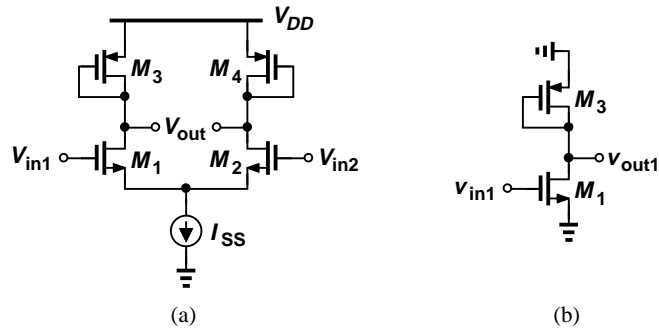 V_DD
M_3
M_4
M_3
V_out
v_out1
V_in1
M_1
M_2
V_in2
v_in1
M_1
I_SS
(a)
(b)